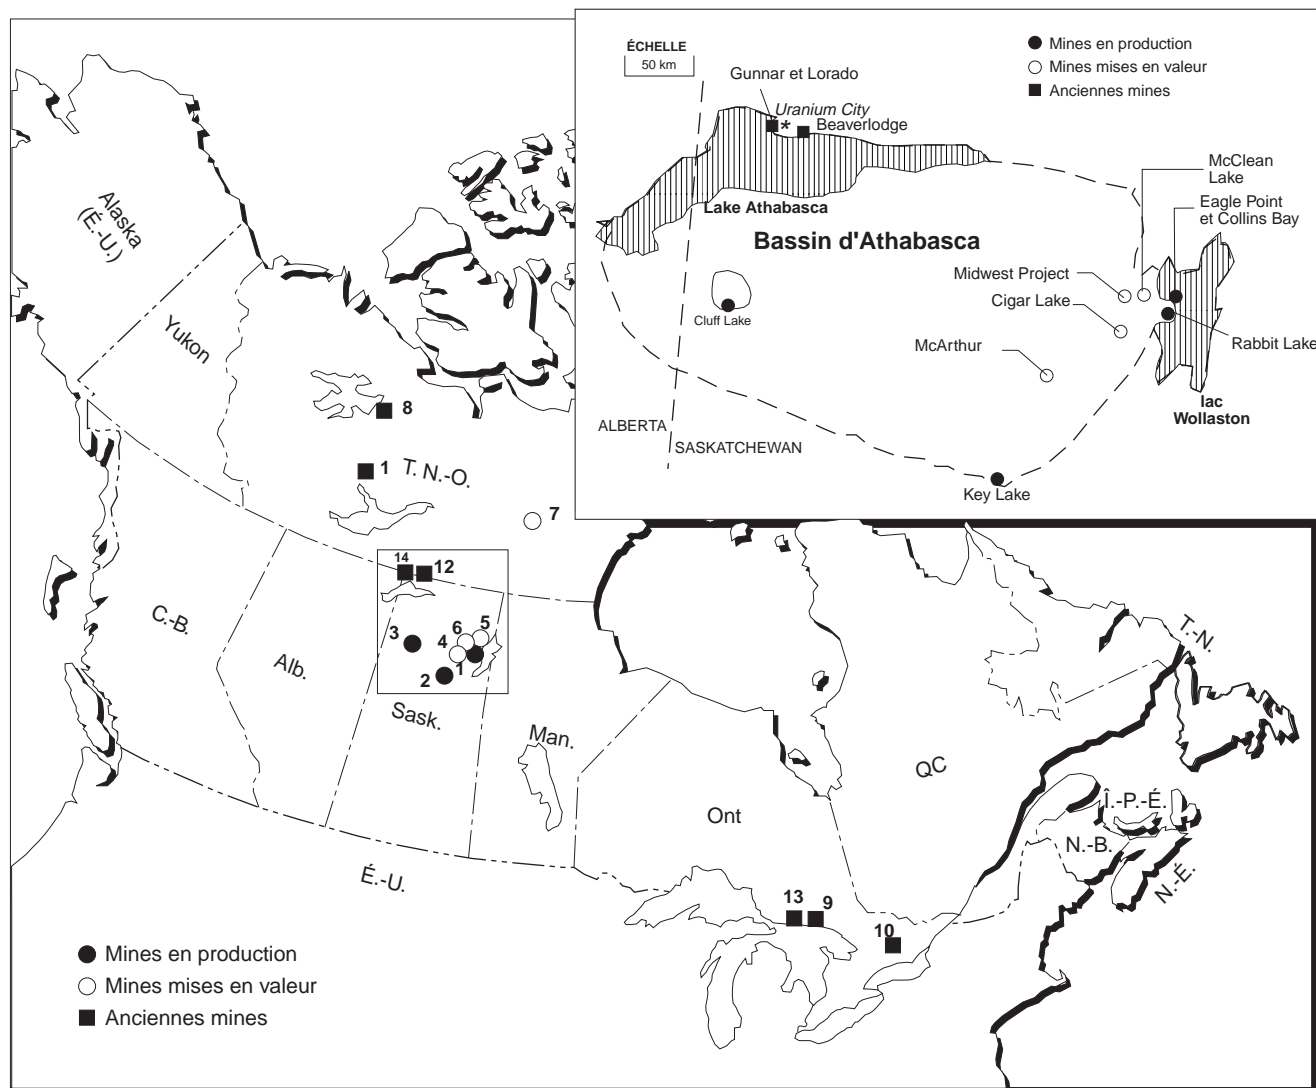 ÉCHELLE
50 km
Mines en production
Mines mises en valeur
Anciennes mines
Gunnar et Lorado
Uranium City
*
Beaverlodge
McClean
Lake
Eagle Point
et Collins Bay
Lake Athabasca
Bassin d'Athabasca
Midwest Project
Cigar Lake
Cluff Lake
McArthur
Rabbit Lake
lac
Wollaston
ALBERTA
SASKATCHEWAN
Key Lake
Alaska
(É.-U.)
Yukon
8
1
T. N.-O.
7
14
12
C.-B.
Alb.
3
4
6
5
2
1
Sask.
Man.
T.-N.
QC
Ont
Î.-P.-É.
N.-B.
N.-É.
É.-U.
13
9
10
Mines en production
Mines mises en valeur
Anciennes mines